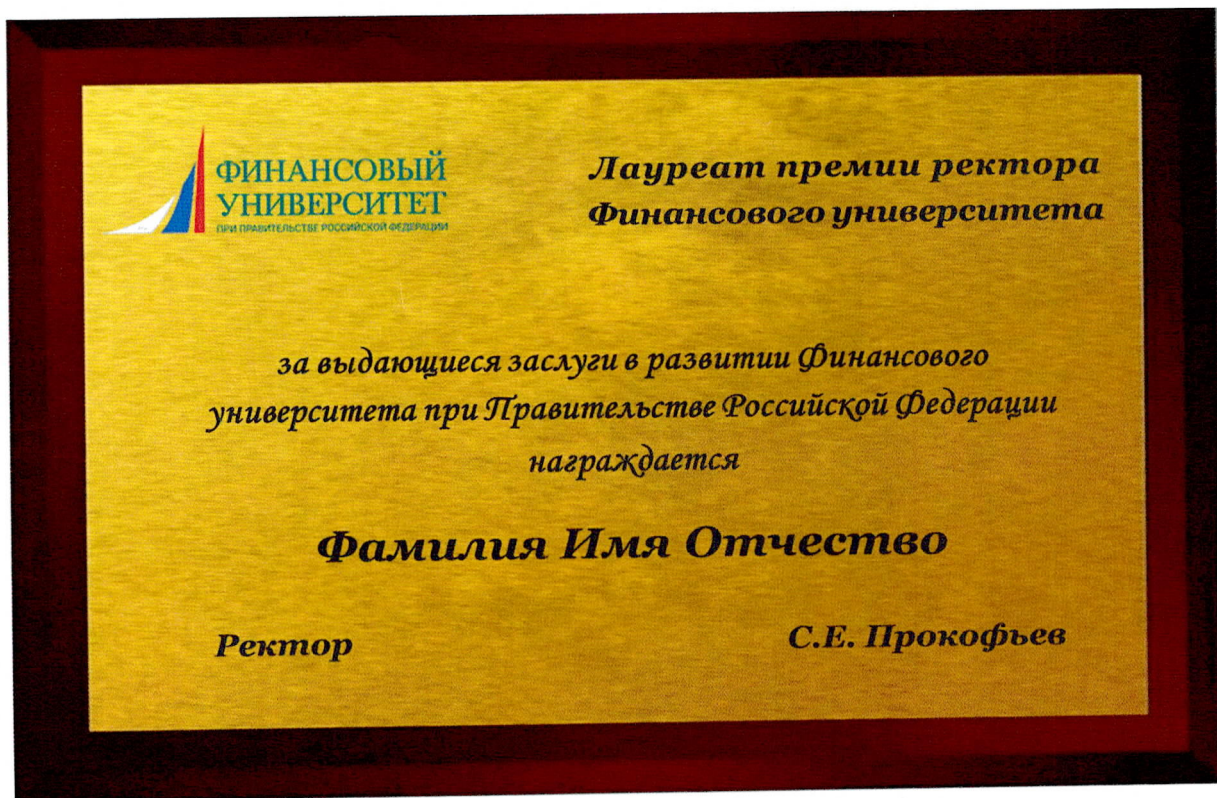 ФИНАНСОВЫЙ
УНИВЕРСИТЕТ
ПРИ ПРАВИТЕЛЬСТВЕ РОССИЙСКОЙ ФЕДЕРАЦИИ
Лауреат премии ректора
Финансового университета
за выдающиеся заслуги в развитии Финансового
университета при Правительстве Российской Федерации
награждается
Фамилия Имя Отчество
Ректор
С.Е. Прокофьев